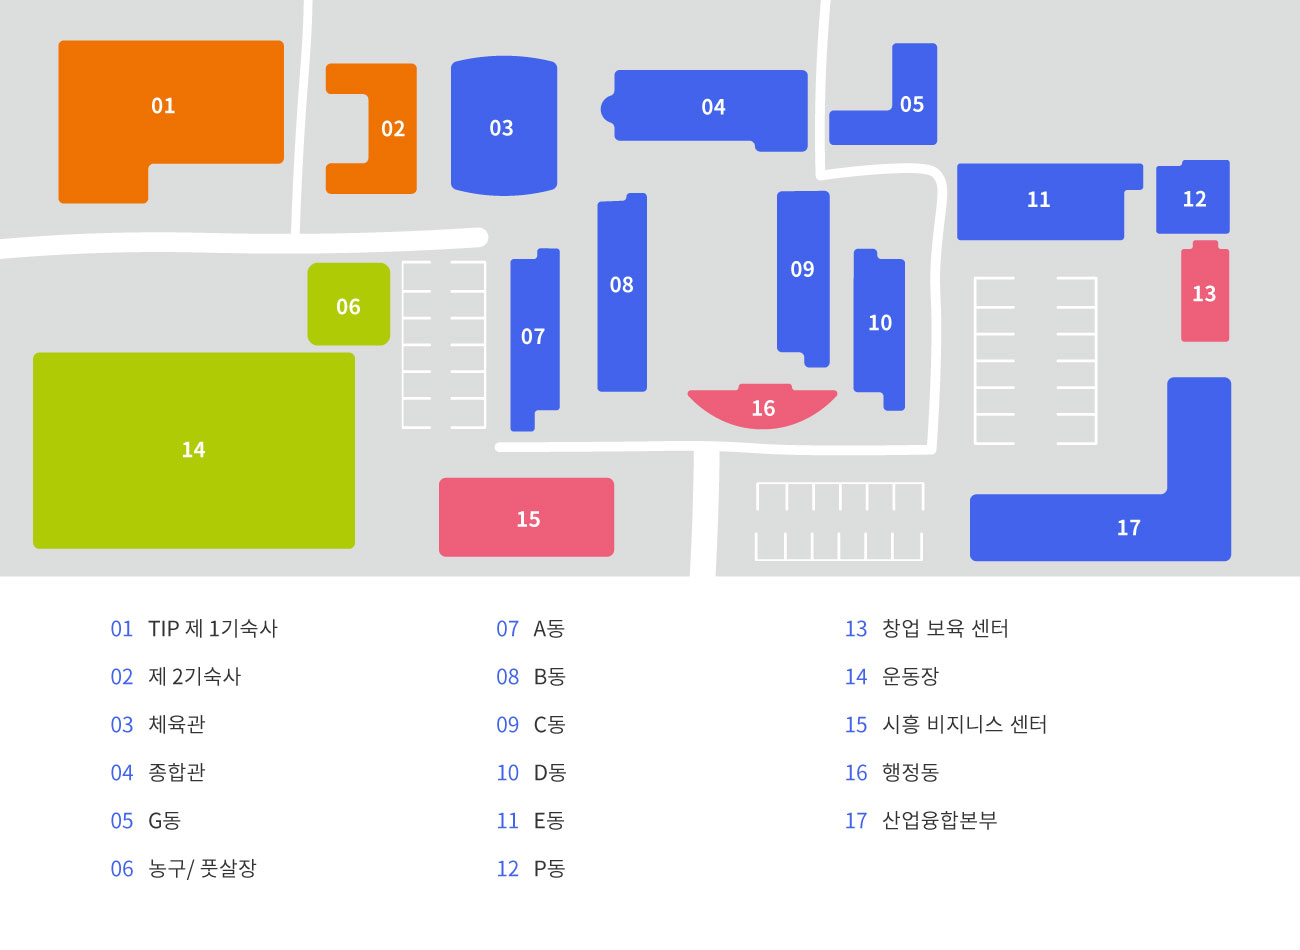 01
02
03
04
05
11
12
13
06
07
08
09
10
16
14
15
17
01 TIP 제 1기숙사
02 제 2기숙사
03 체육관
04 종합관
05 G동
06 농구/ 풋살장
07 A동
08 B동
09 C동
10 D동
11 E동
12 P동
13 창업 보육 센터
14 운동장
15 시흥 비지니스 센터
16 행정동
17 산업융합본부